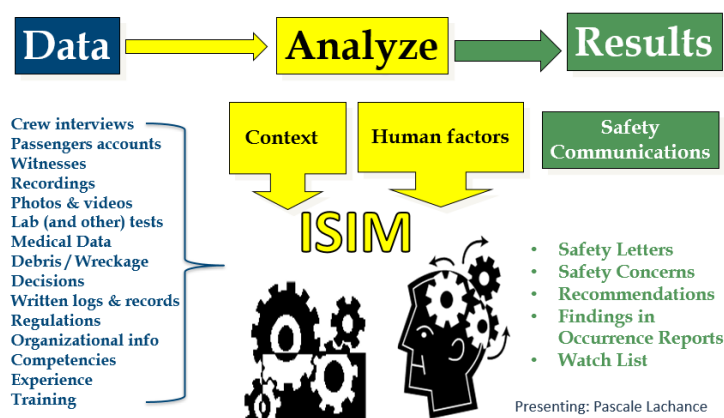 Data
Analyze
Results
Crew interviews
Passengers accounts
Witnesses
Recordings
Photos & videos
Lab (and other) tests
Medical Data
Debris / Wreckage
Decisions
Written logs & records
Regulations
Organizational info
Competencies
Experience
Training
Context
Human factors
ISIM
Safety
Communications
• Safety Letters
• Safety Concerns
• Recommendations
• Findings in
Occurrence Reports
• Watch List
Presenting: Pascale Lachance